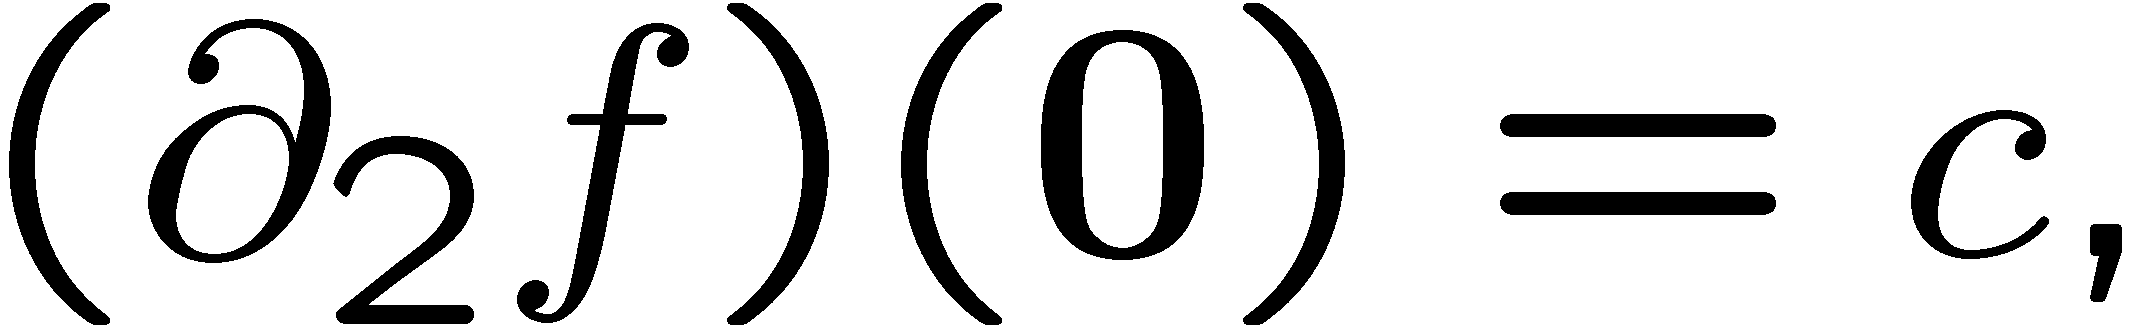 (∂₂f)(𝟎) = c,